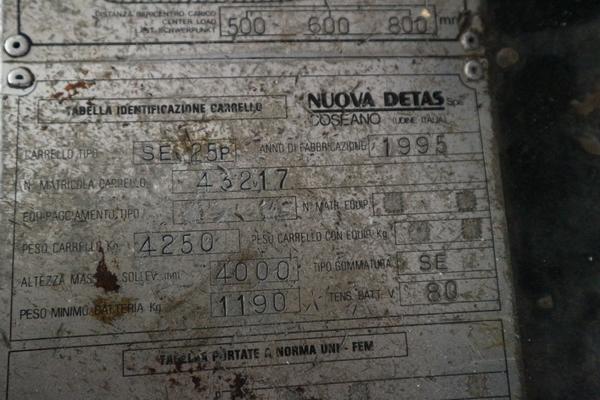 DISTANZA BARICENTRO CARICO
CENTER LOAD
LAST SCHWERPUNKT
500 - 600 - 800 mm
TABELLA IDENTIFICAZIONE CARRELLO
NUOVA DETAS SpA
COSEANO (UDINE ITALIA)
CARRELLO TIPO SE 25P ANNO DI FABBRICAZIONE 1995
N° MATRICOLA CARRELLO 43217
EQUIPAGGIAMENTO TIPO N° MATR. EQUIP.
PESO CARRELLO Kg. 4250 PESO CARRELLO CON EQUIP. Kg.
ALTEZZA MASSIMA SOLLEV. 4000 TIPO GOMMATURA SE
PESO MINIMO BATTERIA Kg 1190 TENS. BATT. V. 80
TABELLA PORTATE A NORMA UNI - FEM